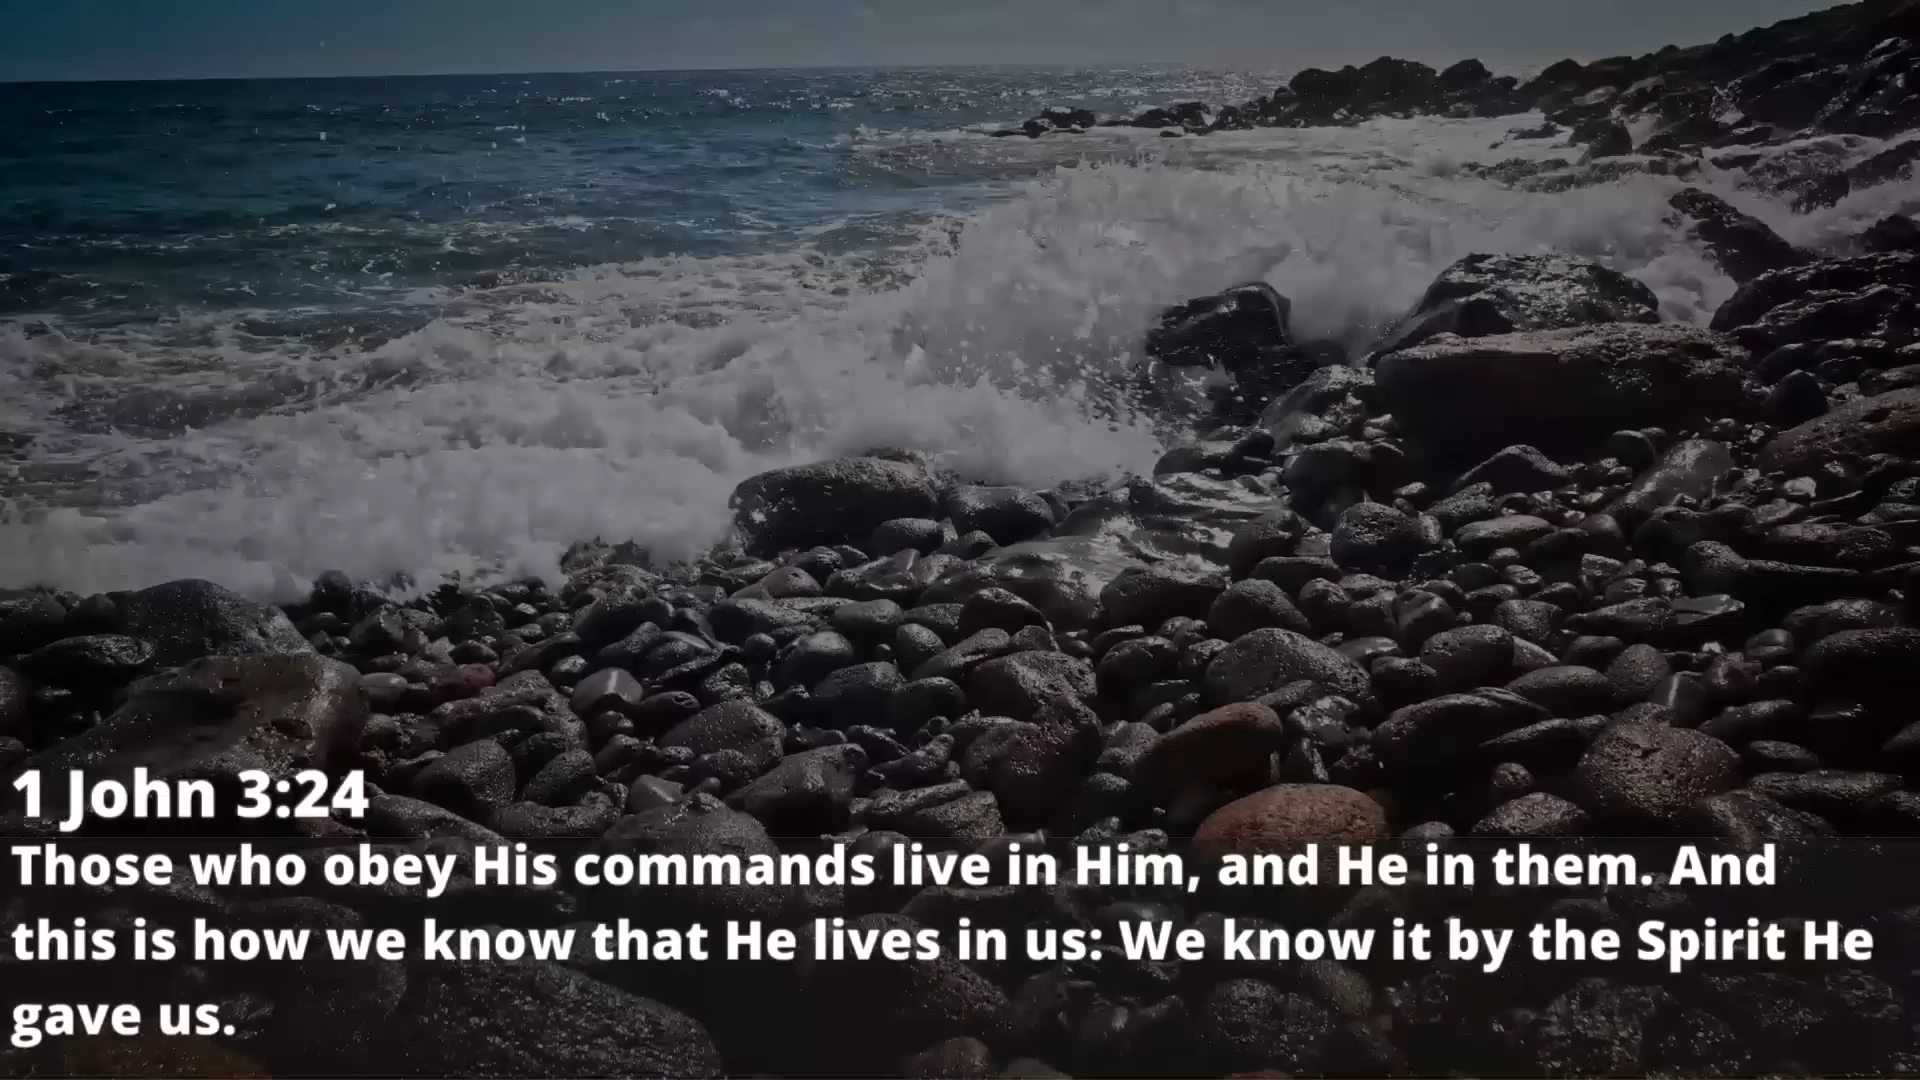 1 John 3:24
Those who obey His commands live in Him, and He in them. And
this is how we know that He lives in us: We know it by the Spirit He
gave us.